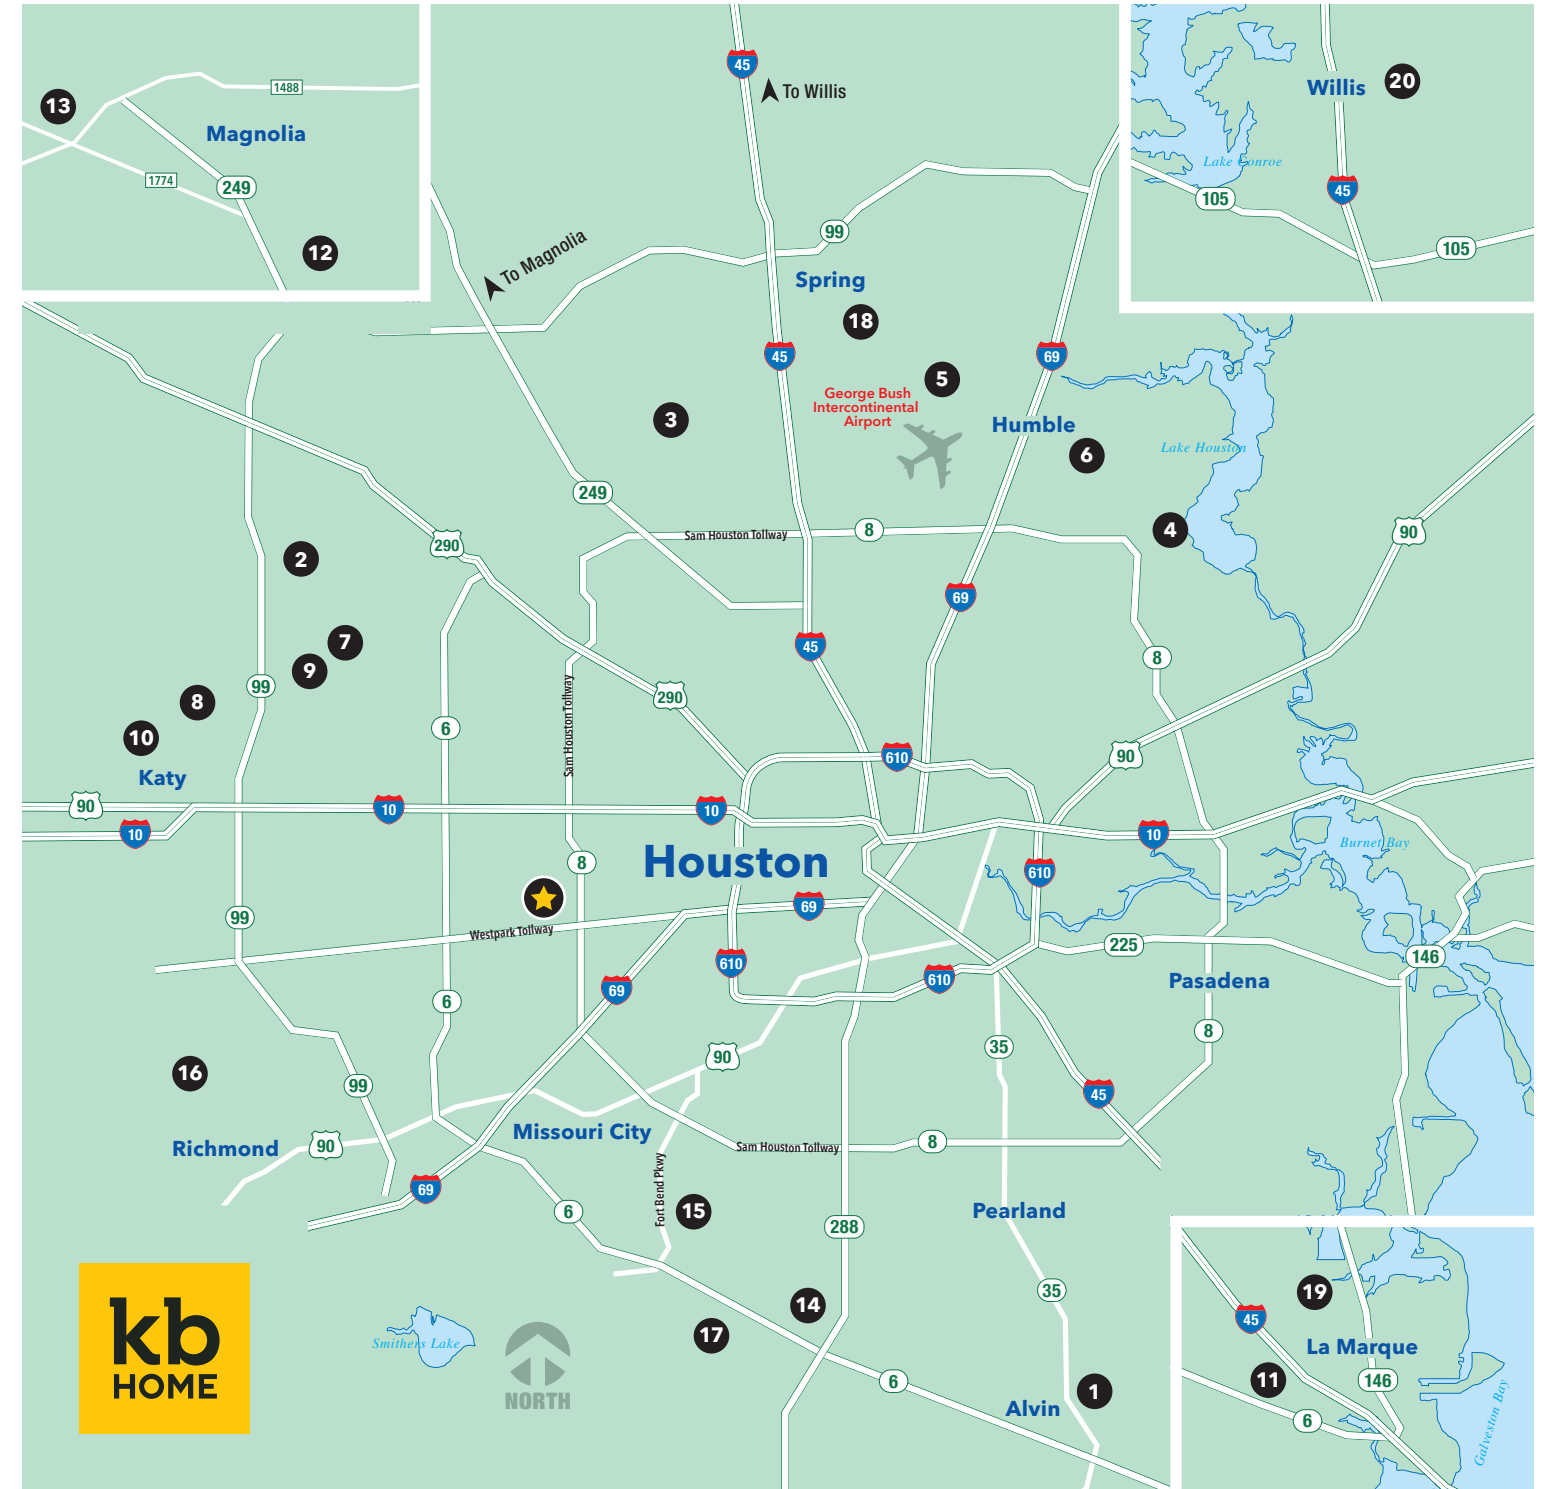 45
To Willis
13
1488
Magnolia
1774
249
12
Willis
20
Lake Conroe
45
105
105
To Magnolia
99
Spring
18
45
69
5
George Bush
Intercontinental
Airport
3
Humble
6
Lake Houston
249
Sam Houston Tollway
8
4
90
290
2
69
7
45
8
9
99
8
290
Sam Houston Tollway
6
10
610
90
Katy
90
10
10
10
10
Houston
8
610
Burnet Bay
69
99
Westpark Tollway
225
146
610
610
69
Pasadena
6
8
35
90
16
99
45
Missouri City
Richmond
90
Sam Houston Tollway
8
Fort Bend Pkwy
69
6
15
Pearland
288
35
14
17
Smithers Lake
kb
HOME
NORTH
6
Alvin
1
19
45
La Marque
11
146
6
Galveston Bay